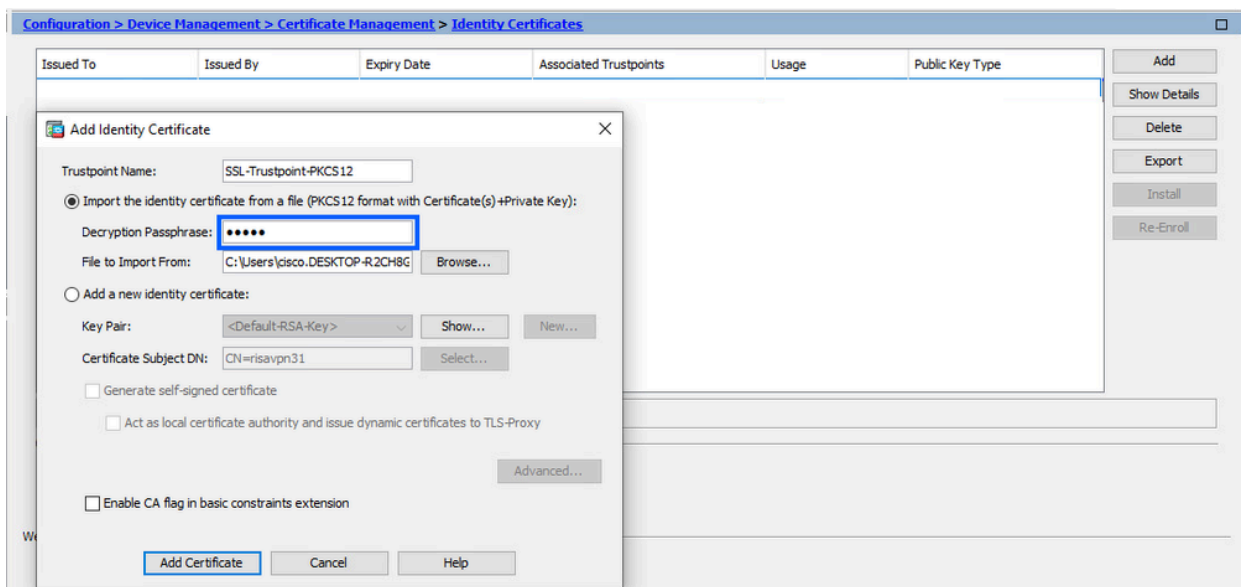 Configuration > Device Management > Certificate Management > Identity Certificates
Issued To Issued By Expiry Date Associated Trustpoints Usage Public Key Type
Add
Show Details
Delete
Export
Install
Re-Enroll
Add Identity Certificate
Trustpoint Name: SSL-Trustpoint-PKCS12
Import the identity certificate from a file (PKCS12 format with Certificate(s)+Private Key):
Decryption Passphrase: •••••
File to Import From: C:\Users\cisco.DESKTOP-R2CH8G Browse...
Add a new identity certificate:
Key Pair: <Default-RSA-Key> Show... New...
Certificate Subject DN: CN=risavpn31 Select...
Generate self-signed certificate
Act as local certificate authority and issue dynamic certificates to TLS-Proxy
Advanced...
Enable CA flag in basic constraints extension
Add Certificate Cancel Help